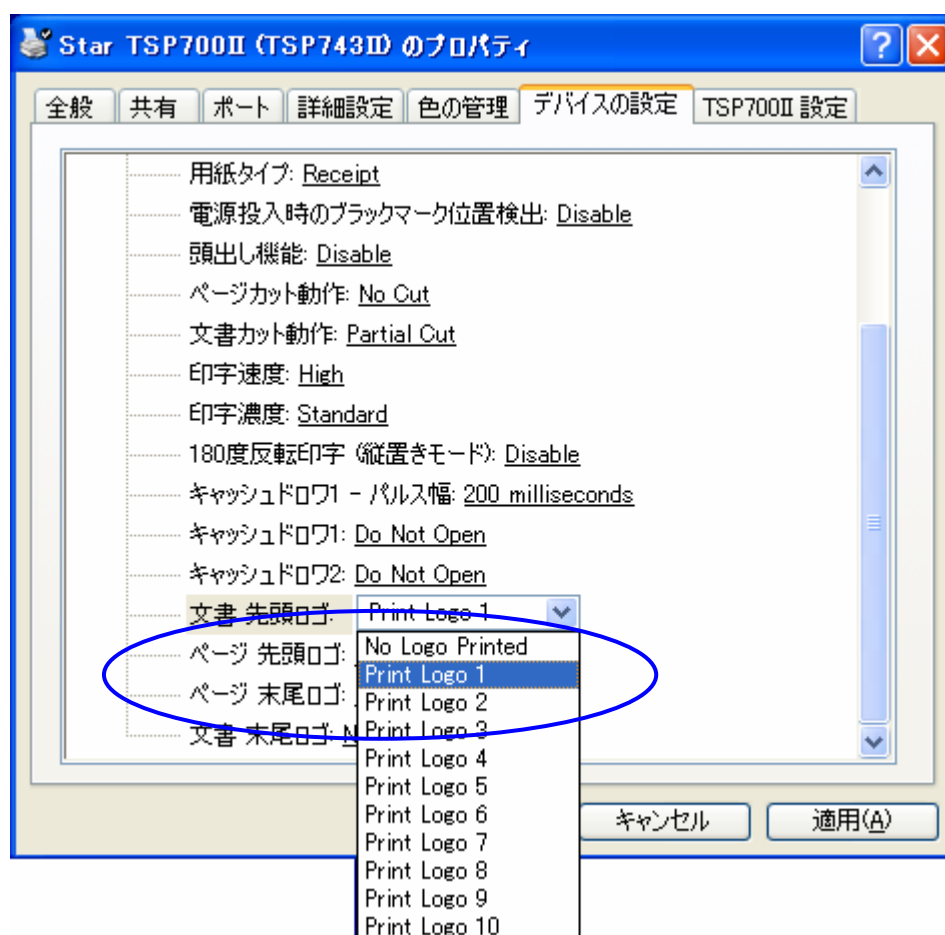 Star TSP700Ⅱ (TSP743Ⅱ) のプロパティ
全般 共有 ポート 詳細設定 色の管理 デバイスの設定 TSP700Ⅱ 設定
用紙タイプ: Receipt
電源投入時のブラックマーク位置検出: Disable
頭出し機能: Disable
ページカット動作: No Cut
文書カット動作: Partial Cut
印字速度: High
印字濃度: Standard
180度反転印字 (縦置きモード): Disable
キャッシュドロワ1 - パルス幅: 200 milliseconds
キャッシュドロワ1: Do Not Open
キャッシュドロワ2: Do Not Open
文書 先頭ロゴ: Print Logo 1
ページ 先頭ロゴ:
ページ 末尾ロゴ:
文書 末尾ロゴ: N
No Logo Printed
Print Logo 1
Print Logo 2
Print Logo 3
Print Logo 4
Print Logo 5
Print Logo 6
Print Logo 7
Print Logo 8
Print Logo 9
Print Logo 10
キャンセル 適用(A)